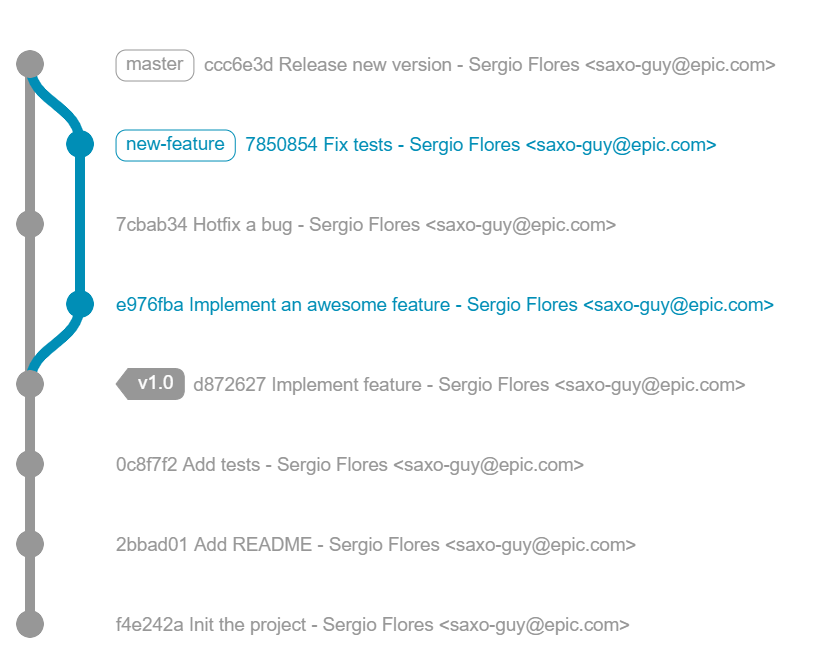 master ccc6e3d Release new version - Sergio Flores <saxo-guy@epic.com>
new-feature 7850854 Fix tests - Sergio Flores <saxo-guy@epic.com>
7cbab34 Hotfix a bug - Sergio Flores <saxo-guy@epic.com>
e976fba Implement an awesome feature - Sergio Flores <saxo-guy@epic.com>
v1.0 d872627 Implement feature - Sergio Flores <saxo-guy@epic.com>
0c8f7f2 Add tests - Sergio Flores <saxo-guy@epic.com>
2bbad01 Add README - Sergio Flores <saxo-guy@epic.com>
f4e242a Init the project - Sergio Flores <saxo-guy@epic.com>